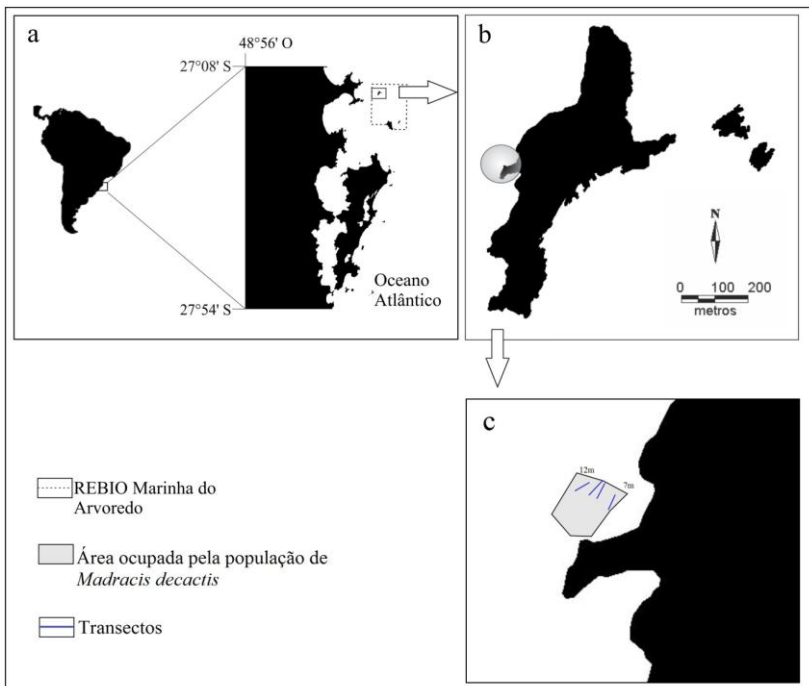 a
48°56' O
27°08' S
27°54' S
Oceano
Atlântico
b
N
0 100 200
metros
c
12m
7m
REBIO Marinha do
Arvoredo
Área ocupada pela população de
Madracis decactis
Transectos